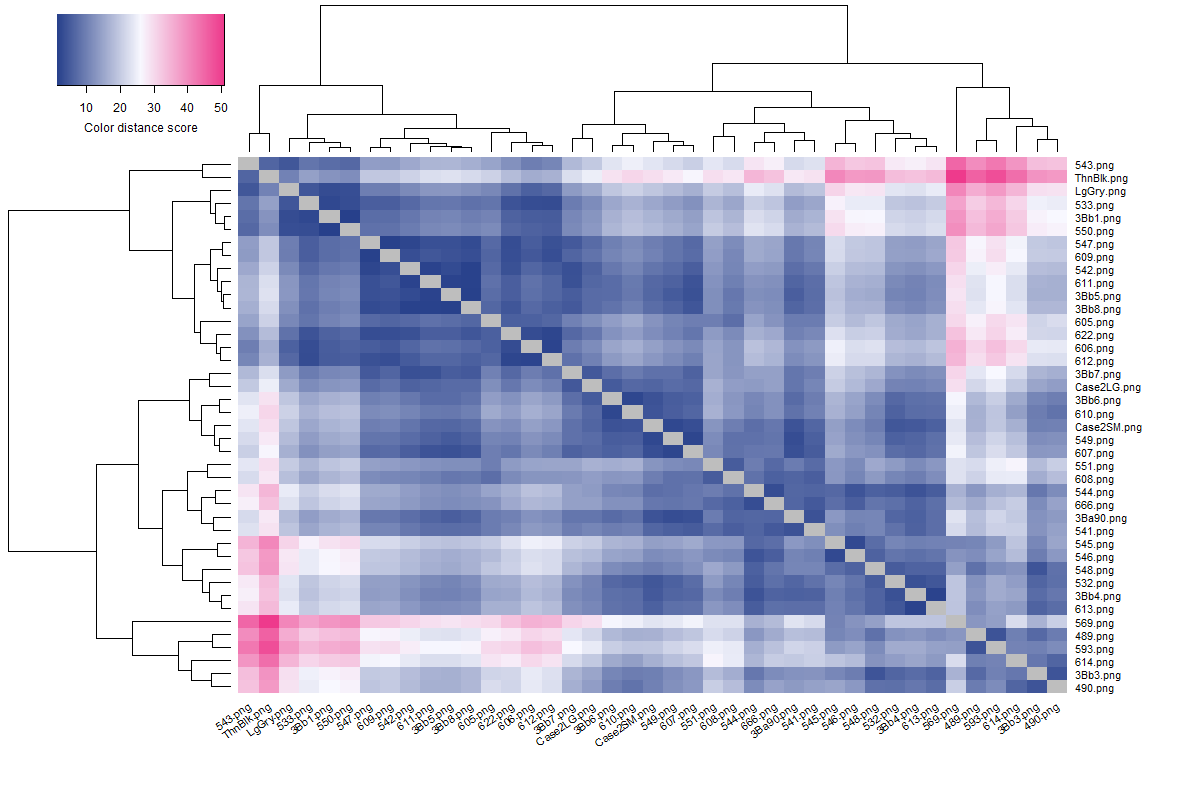 10 20 30 40 50
Color distance score
543.png
ThnBlk.png
LgGry.png
533.png
3Bb1.png
550.png
547.png
609.png
542.png
611.png
3Bb5.png
3Bb8.png
605.png
622.png
606.png
612.png
3Bb7.png
Case2LG.png
3Bb6.png
610.png
Case2SM.png
549.png
607.png
551.png
608.png
544.png
666.png
3Ba90.png
541.png
545.png
546.png
548.png
532.png
3Bb4.png
613.png
569.png
489.png
593.png
614.png
3Bb3.png
490.png
543.png
ThnBlk.png
LgGry.png
533.png
3Bb1.png
550.png
547.png
609.png
542.png
611.png
3Bb5.png
3Bb8.png
605.png
622.png
606.png
612.png
3Bb7.png
Case2LG.png
3Bb6.png
610.png
Case2SM.png
549.png
607.png
551.png
608.png
544.png
666.png
3Ba90.png
541.png
545.png
546.png
548.png
532.png
3Bb4.png
613.png
569.png
489.png
593.png
614.png
3Bb3.png
490.png